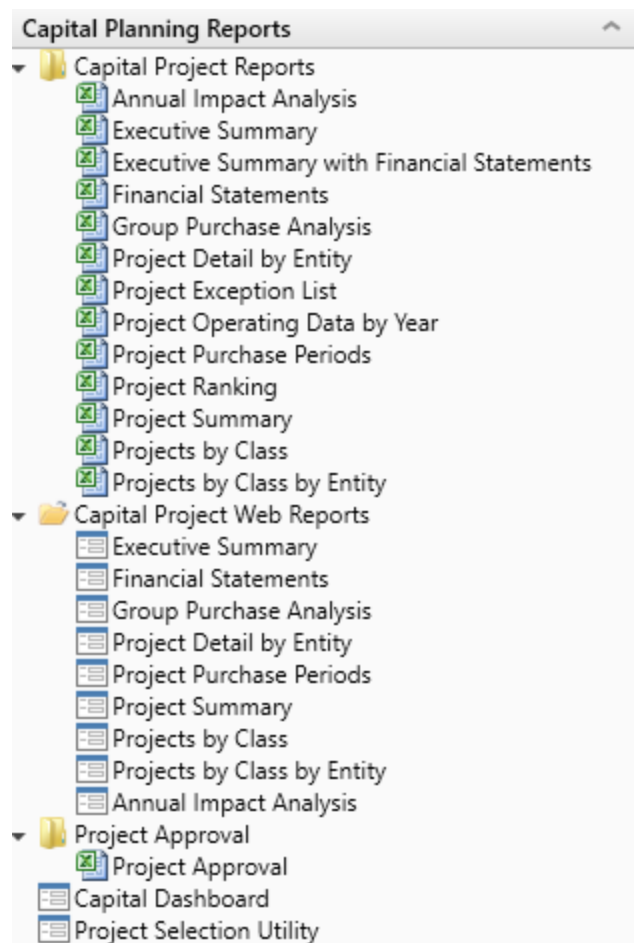 Capital Planning Reports
Capital Project Reports
Annual Impact Analysis
Executive Summary
Executive Summary with Financial Statements
Financial Statements
Group Purchase Analysis
Project Detail by Entity
Project Exception List
Project Operating Data by Year
Project Purchase Periods
Project Ranking
Project Summary
Projects by Class
Projects by Class by Entity
Capital Project Web Reports
Executive Summary
Financial Statements
Group Purchase Analysis
Project Detail by Entity
Project Purchase Periods
Project Summary
Projects by Class
Projects by Class by Entity
Annual Impact Analysis
Project Approval
Project Approval
Capital Dashboard
Project Selection Utility